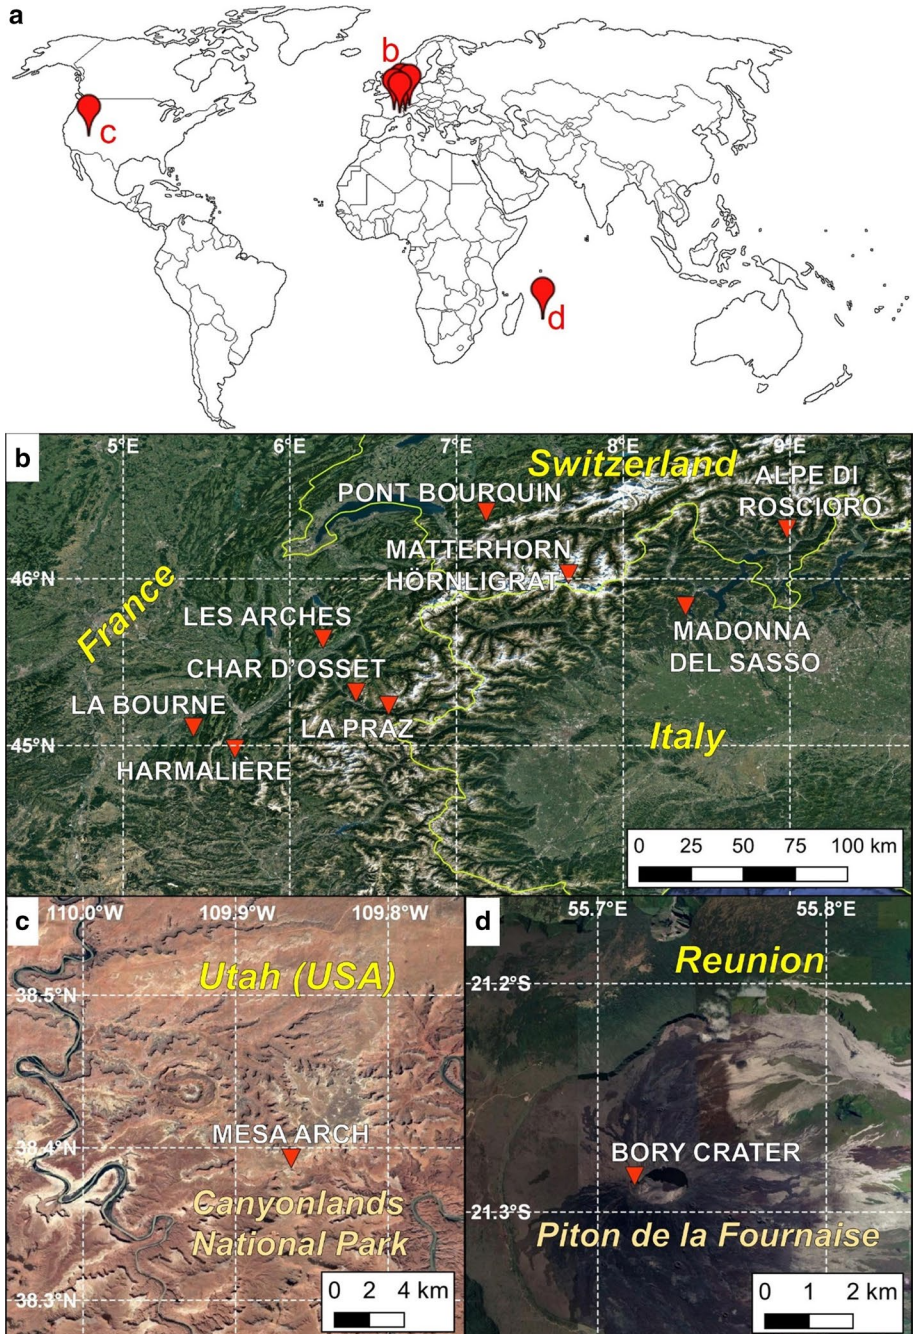 a
b
c
d
b
5°E
6°E
7°E
8°E
9°E
Switzerland
ALPE DI
ROSCIORO
PONT BOURQUIN
MATTERHORN
HÖRNLIGRAT
46°N
France
LES ARCHES
MADONNA
DEL SASSO
CHAR D'OSSET
LA BOURNE
LA PRAZ
Italy
45°N
HARMALIÈRE
0 25 50 75 100 km
c
110.0°W
109.9°W
109.8°W
Utah (USA)
38.5°N
MESA ARCH
38.4°N
Canyonlands
National Park
0 2 4 km
38.3°N
d
55.7°E
55.8°E
Reunion
21.2°S
BORY CRATER
21.3°S
Piton de la Fournaise
0 1 2 km